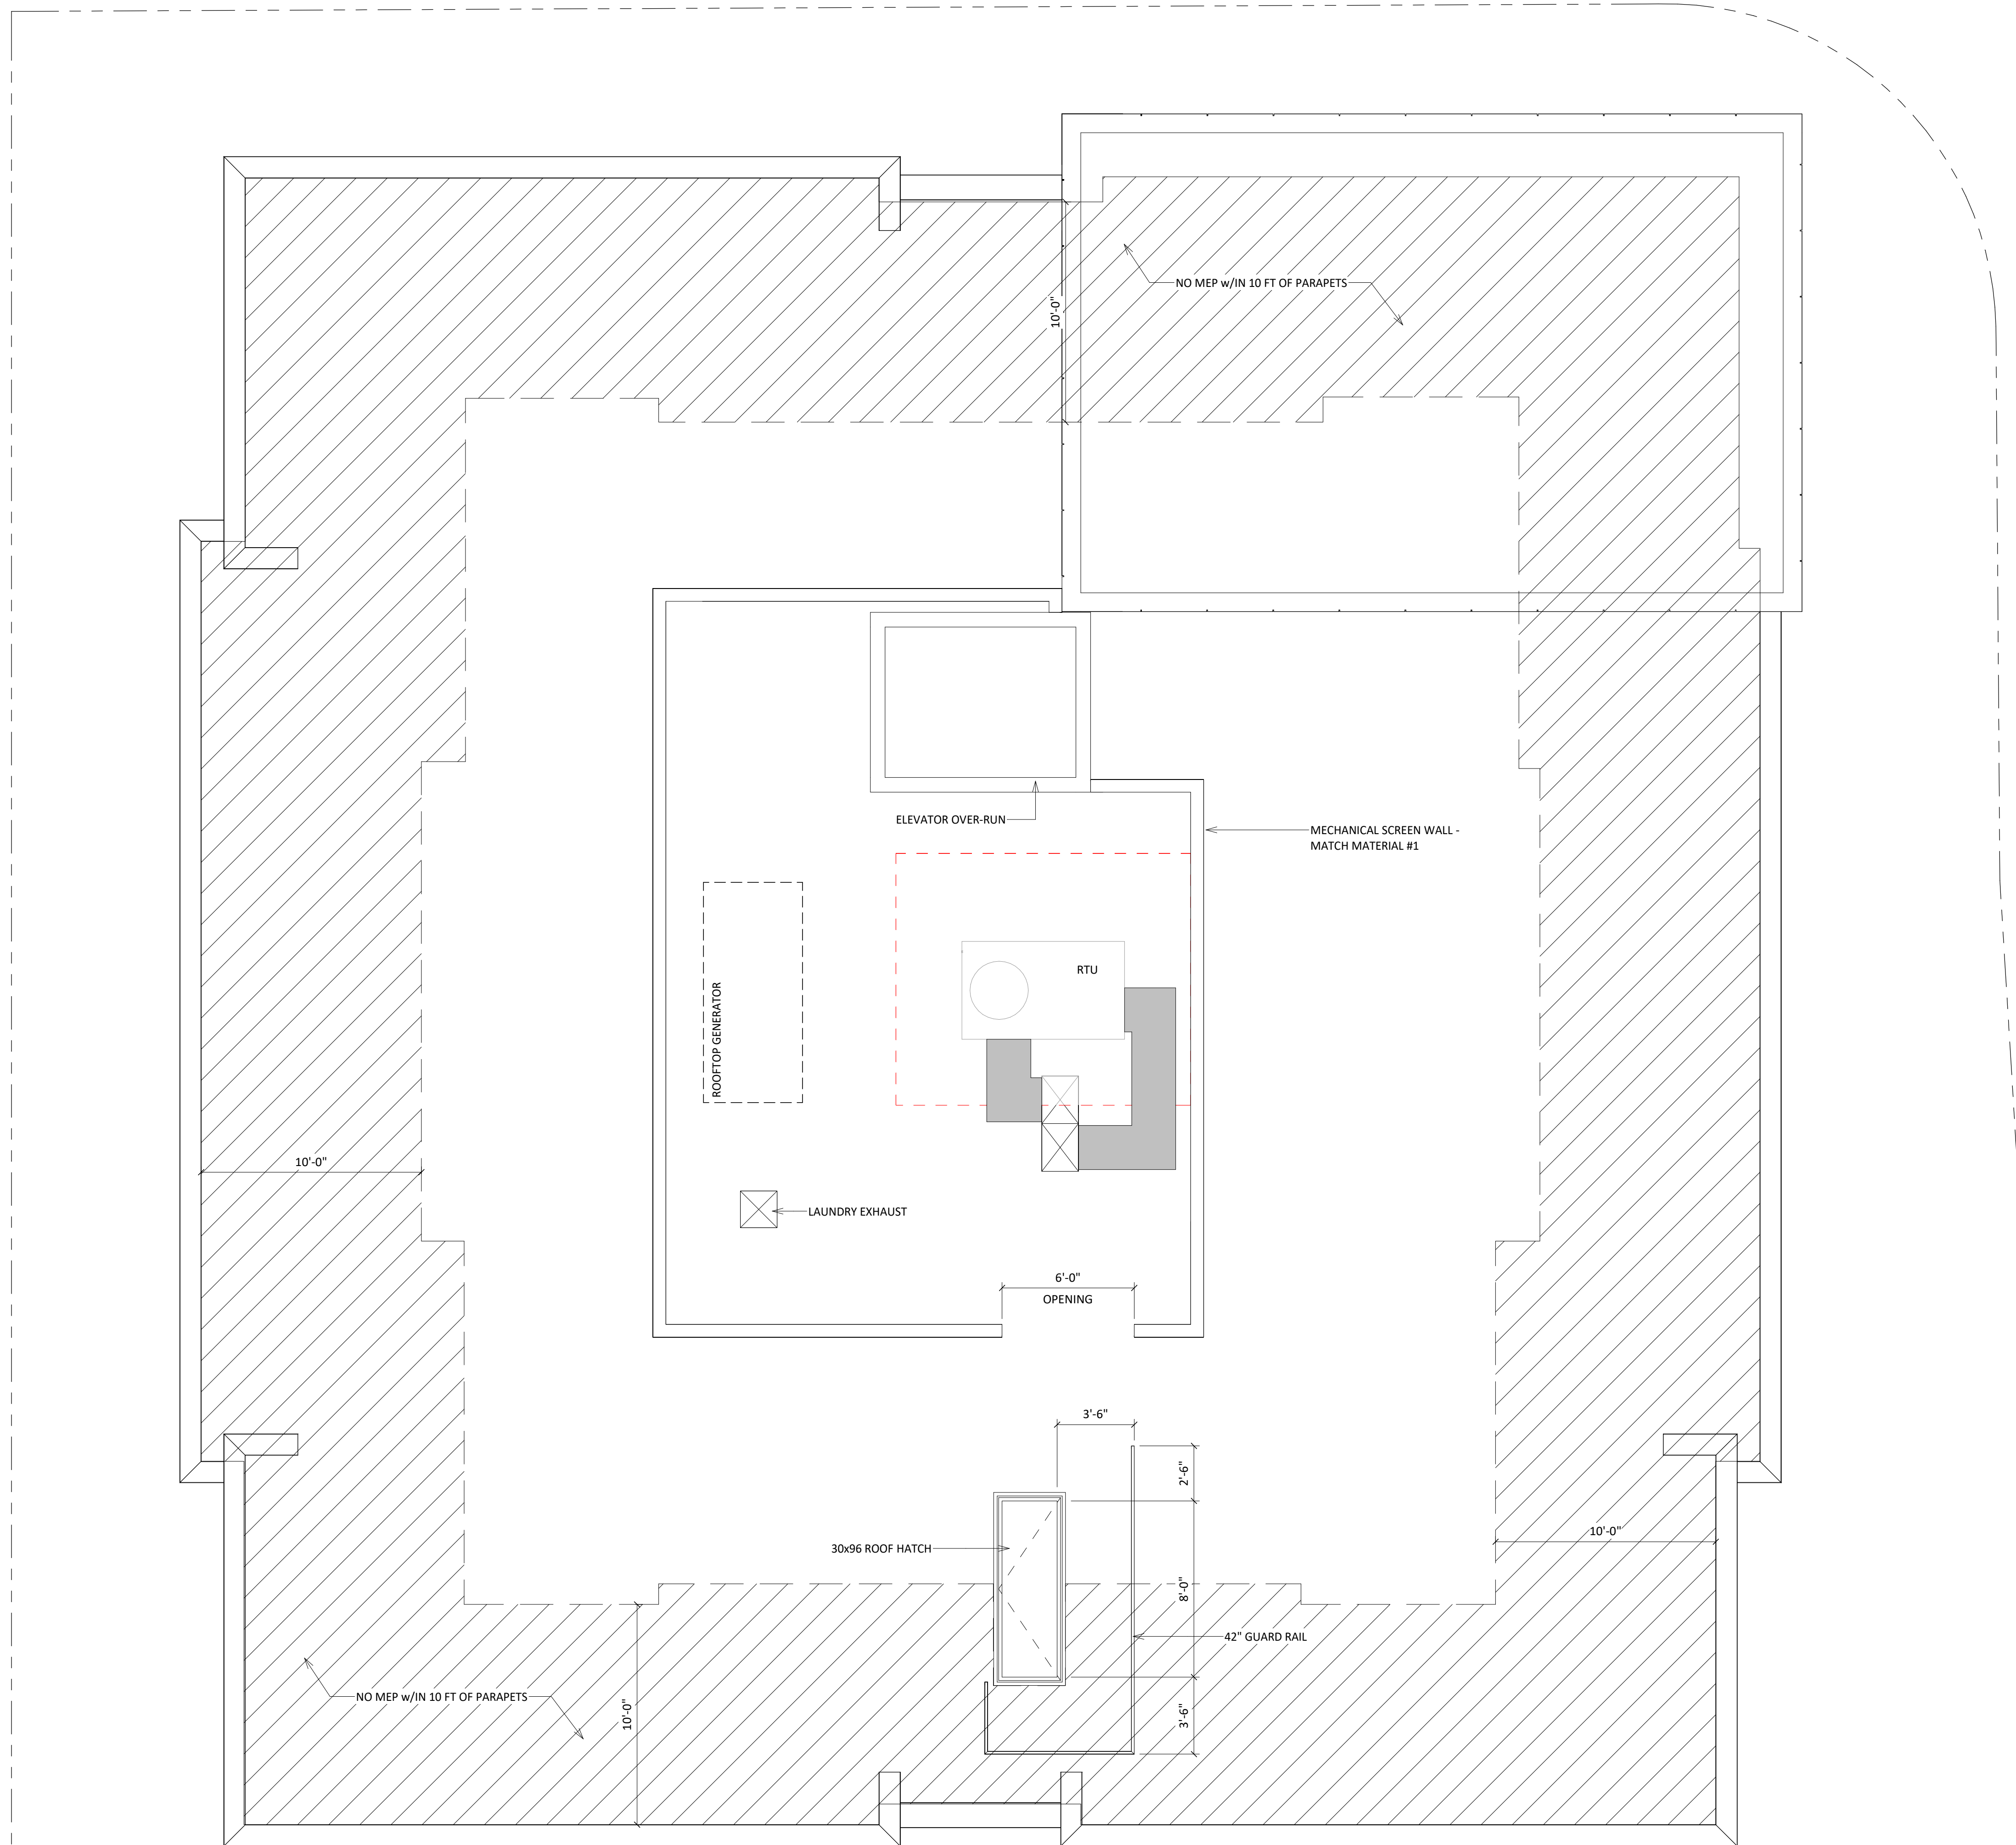 NO MEP w/IN 10 FT OF PARAPETS
10'-0"
ELEVATOR OVER-RUN
MECHANICAL SCREEN WALL -
MATCH MATERIAL #1
RTU
ROOFTOP GENERATOR
10'-0"
LAUNDRY EXHAUST
6'-0"
OPENING
3'-6"
2'-6"
10'-0"
30x96 ROOF HATCH
8'-0"
42" GUARD RAIL
NO MEP w/IN 10 FT OF PARAPETS
10'-0"
3'-6"